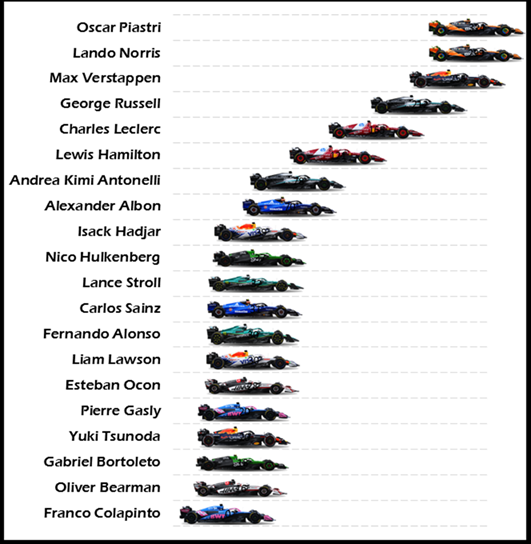 Oscar Piastri
Lando Norris
Max Verstappen
George Russell
Charles Leclerc
Lewis Hamilton
Andrea Kimi Antonelli
Alexander Albon
Isack Hadjar
Nico Hulkenberg
Lance Stroll
Carlos Sainz
Fernando Alonso
Liam Lawson
Esteban Ocon
Pierre Gasly
Yuki Tsunoda
Gabriel Bortoleto
Oliver Bearman
Franco Colapinto